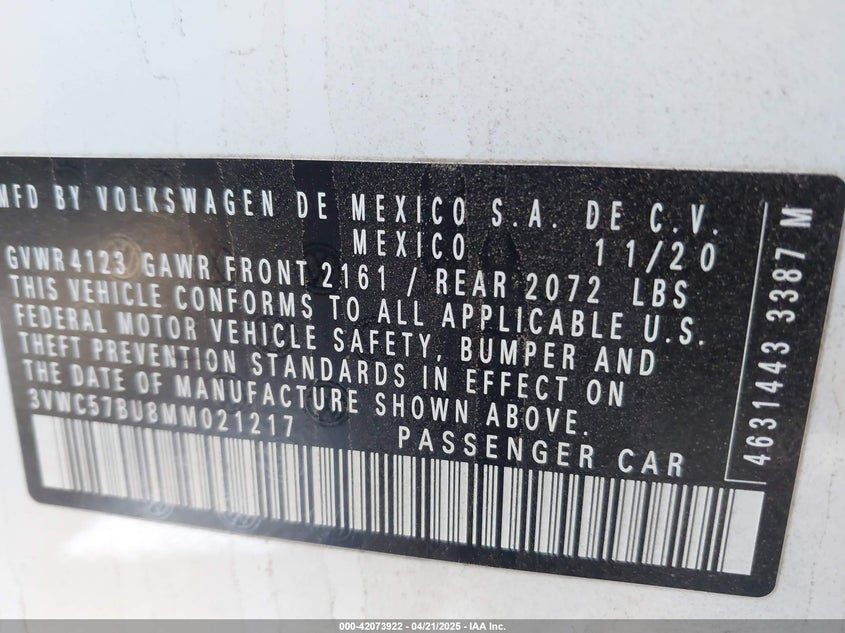 MFD BY VOLKSWAGEN DE MEXICO S.A. DE C.V.
MEXICO 11/20
GVWR 4123 GAWR FRONT 2161 / REAR 2072 LBS
THIS VEHICLE CONFORMS TO ALL APPLICABLE U.S.
FEDERAL MOTOR VEHICLE SAFETY, BUMPER AND
THEFT PREVENTION STANDARDS IN EFFECT ON
THE DATE OF MANUFACTURE SHOWN ABOVE.
3VWC57BU8MM021217 PASSENGER CAR
4631443 3387 M
000-42073922 - 04/21/2025 - IAA Inc.